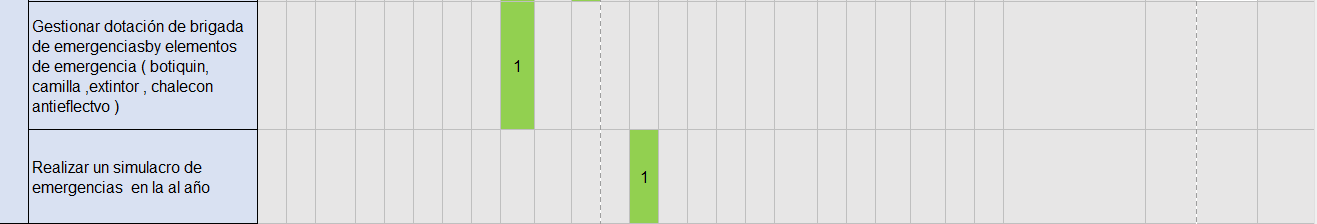 Gestionar dotación de brigada
de emergenciasby elementos
de emergencia ( botiquin,
camilla ,extintor , chalecon
antieflectvo )
1
Realizar un simulacro de
emergencias  en la al año
1